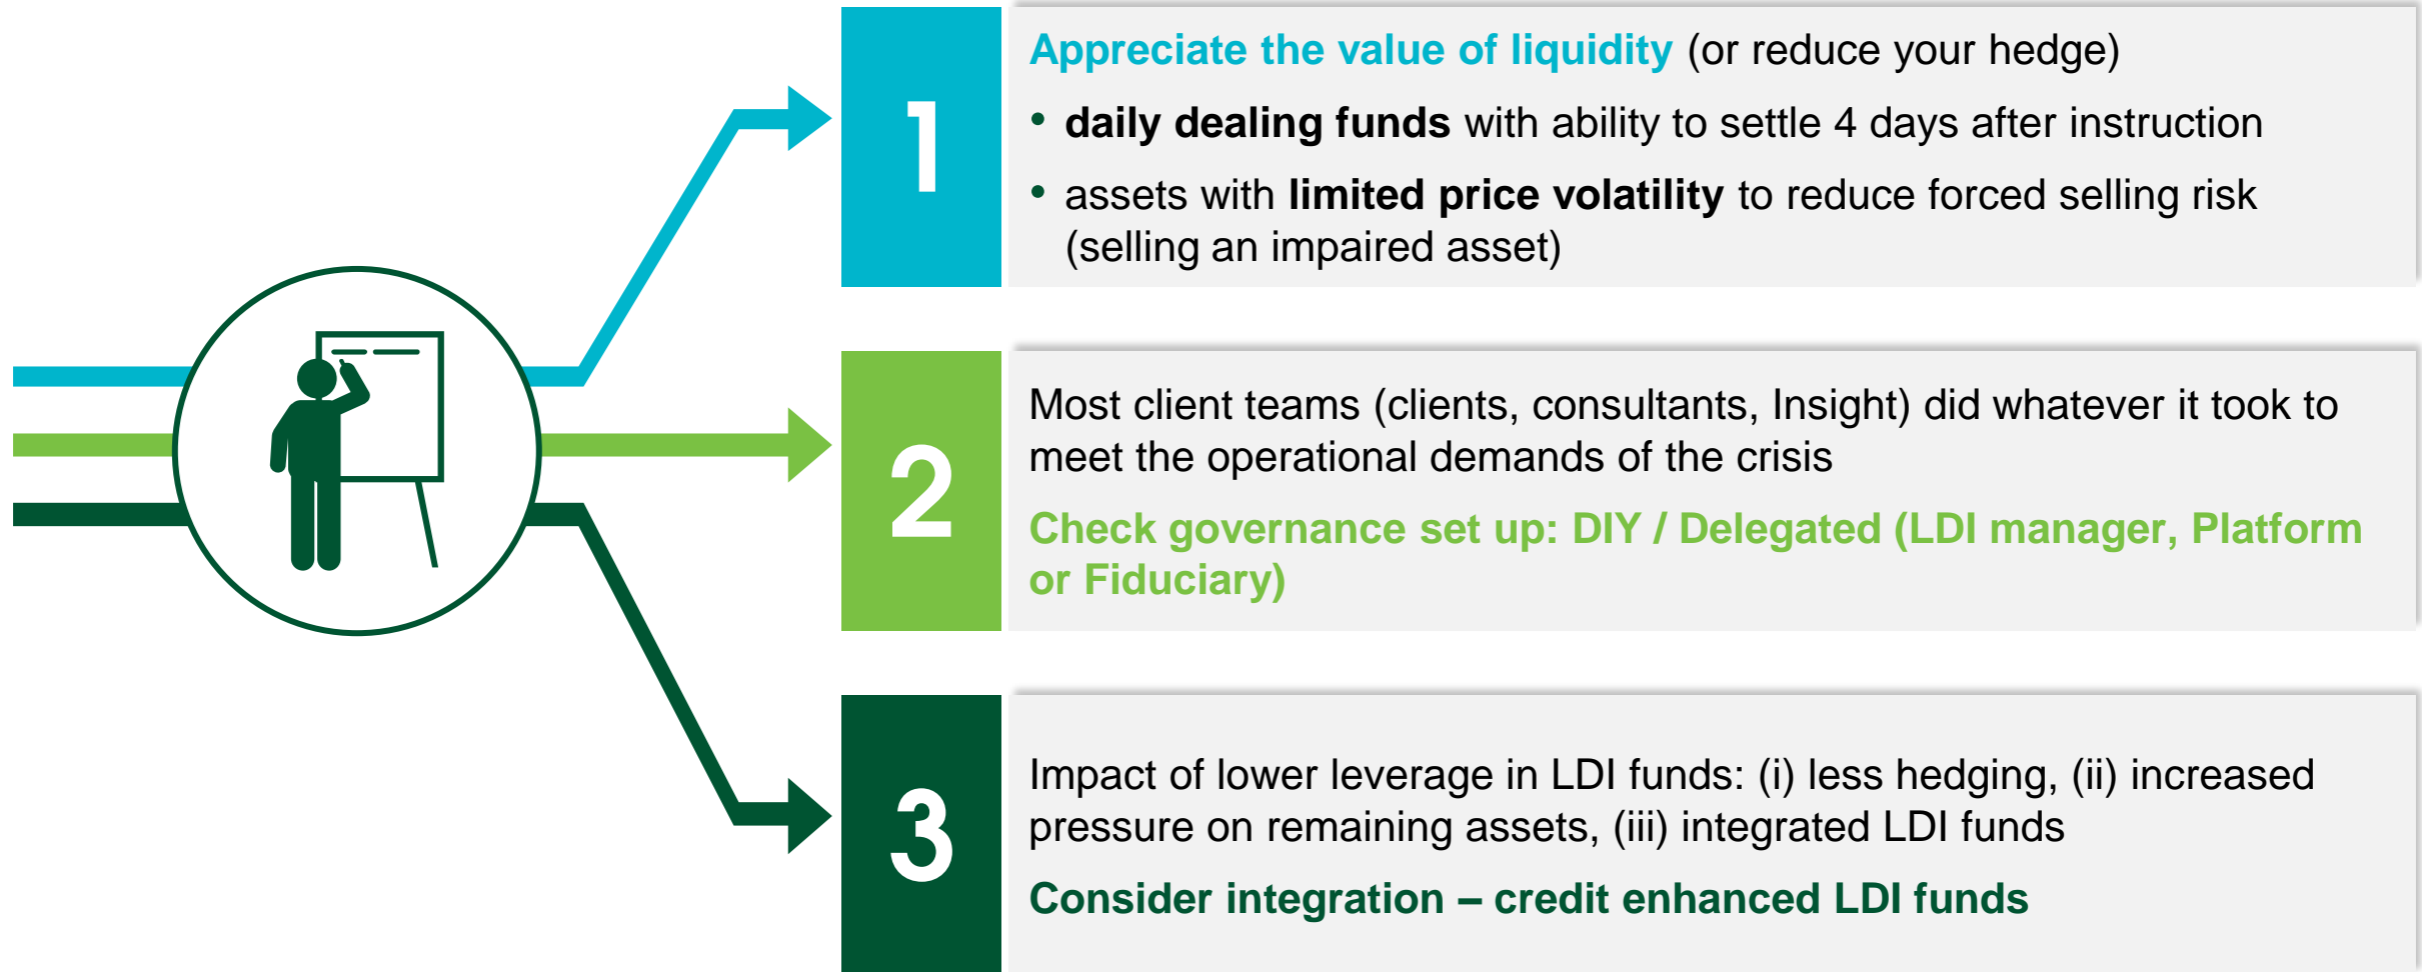 1
Appreciate the value of liquidity (or reduce your hedge)
• daily dealing funds with ability to settle 4 days after instruction
• assets with limited price volatility to reduce forced selling risk
(selling an impaired asset)
2
Most client teams (clients, consultants, Insight) did whatever it took to
meet the operational demands of the crisis
Check governance set up: DIY / Delegated (LDI manager, Platform
or Fiduciary)
3
Impact of lower leverage in LDI funds: (i) less hedging, (ii) increased
pressure on remaining assets, (iii) integrated LDI funds
Consider integration – credit enhanced LDI funds